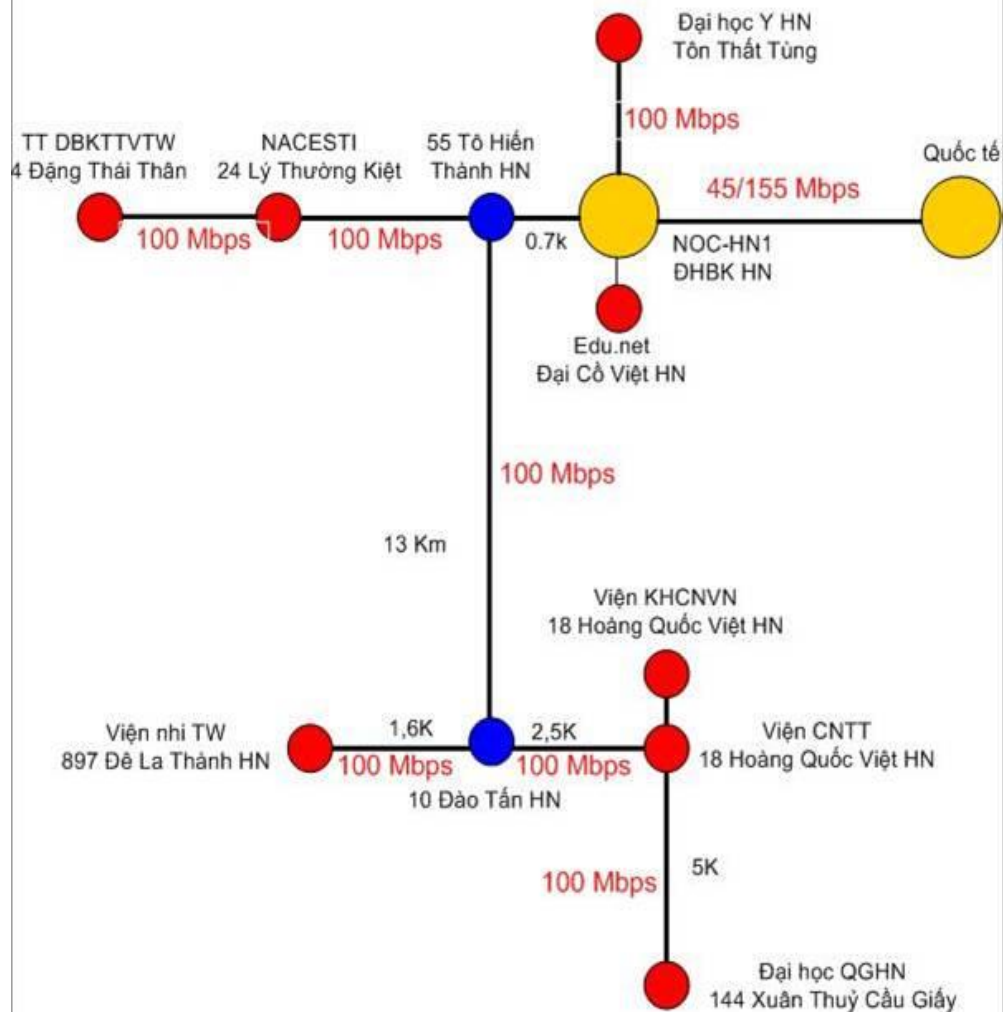 Đại học Y HN
Tôn Thất Tùng
100 Mbps
TT DBKTTVTW
4 Đặng Thái Thân
NACESTI
24 Lý Thường Kiệt
55 Tô Hiến
Thành HN
Quốc tế
45/155 Mbps
100 Mbps
100 Mbps
0.7k
NOC-HN1
ĐHBK HN
Edu.net
Đại Cồ Việt HN
100 Mbps
13 Km
Viện KHCNVN
18 Hoàng Quốc Việt HN
Viện nhi TW
897 Đê La Thánh HN
1,6K
2,5K
Viện CNTT
18 Hoàng Quốc Việt HN
100 Mbps
100 Mbps
10 Đào Tấn HN
5K
100 Mbps
Đại học QGHN
144 Xuân Thuỷ Cầu Giấy